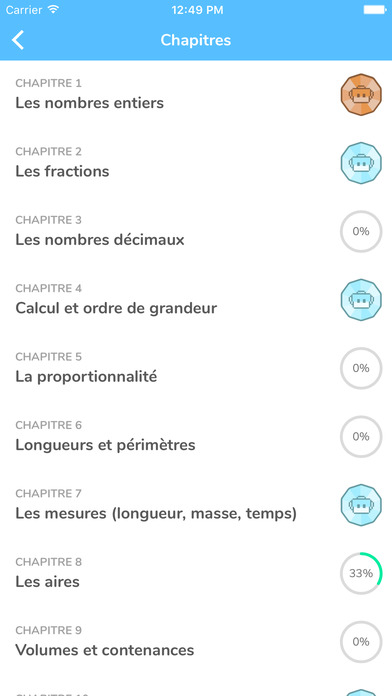 Carrier 12:49 PM
Chapitres
CHAPITRE 1
Les nombres entiers
CHAPITRE 2
Les fractions
CHAPITRE 3
Les nombres décimaux
0%
CHAPITRE 4
Calcul et ordre de grandeur
CHAPITRE 5
La proportionnalité
0%
CHAPITRE 6
Longueurs et périmètres
0%
CHAPITRE 7
Les mesures (longueur, masse, temps)
CHAPITRE 8
Les aires
33%
CHAPITRE 9
Volumes et contenances
0%
CHAPITRE 10